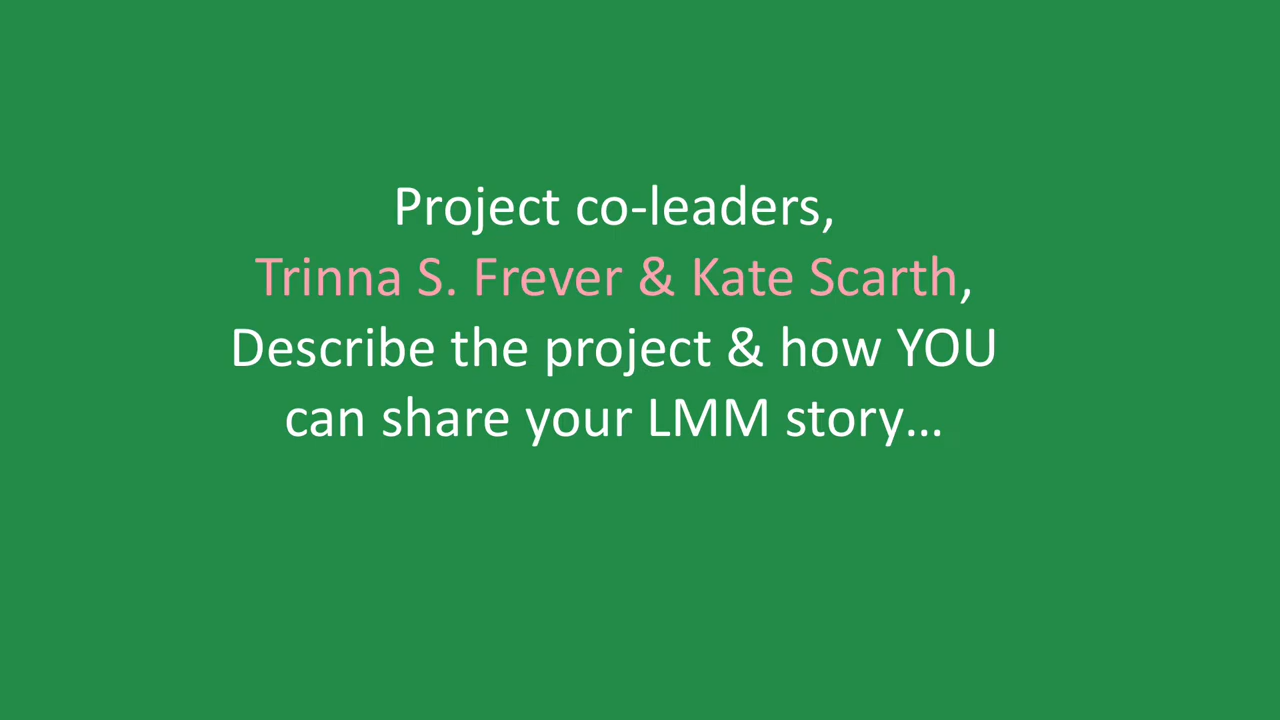 Project co-leaders,
Trinna S. Frever & Kate Scarth,
Describe the project & how YOU
can share your LMM story…